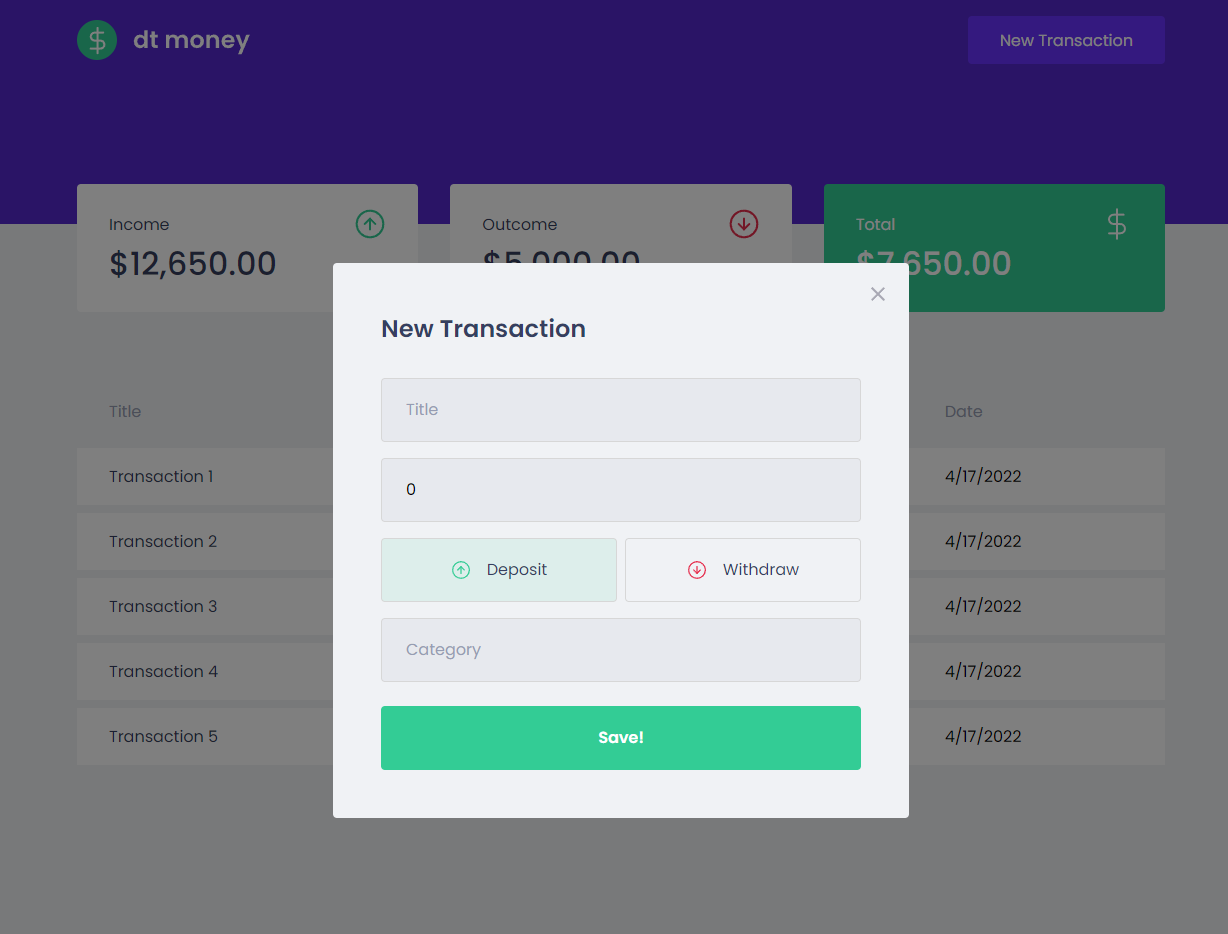 dt money
New Transaction
Income
$12,650.00
Outcome
$5,000.00
Total
$7,650.00
New Transaction
Title
0
Deposit
Withdraw
Category
Save!
Title
Date
Transaction 1
4/17/2022
Transaction 2
4/17/2022
Transaction 3
4/17/2022
Transaction 4
4/17/2022
Transaction 5
4/17/2022